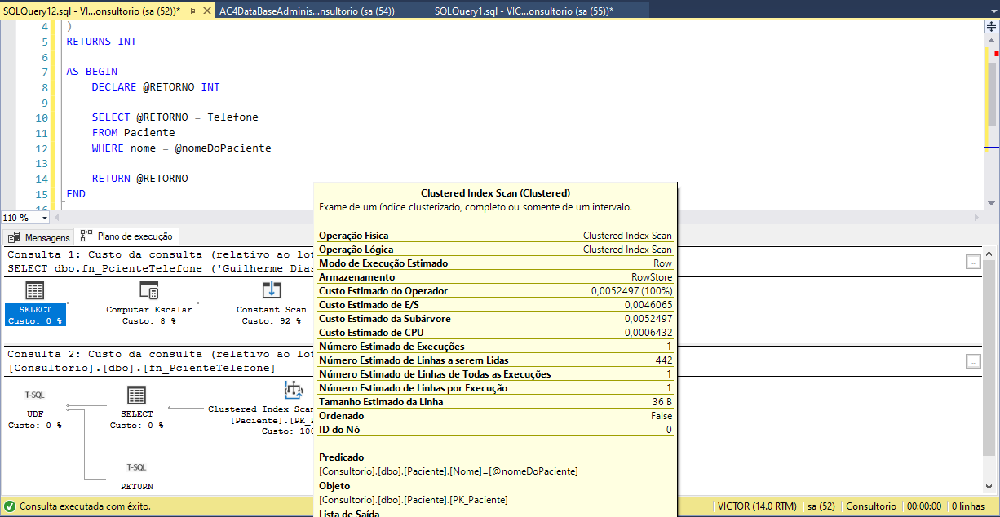 SQLQuery12.sql - VI...onsultorio (sa (52))*
AC4DataBaseAdminis...nsultorio (sa (54))
SQLQuery1.sql - VIC...onsultorio (sa (55))*
4 )
5 RETURNS INT
6
7 AS BEGIN
8 DECLARE @RETORNO INT
9
10 SELECT @RETORNO = Telefone
11 FROM Paciente
12 WHERE nome = @nomeDoPaciente
13
14 RETURN @RETORNO
15 END
16
110 %
Mensagens
Plano de execução
Consulta 1: Custo da consulta (relativo ao lot
SELECT dbo.fn_PcienteTelefone ('Guilherme Dias
SELECT
Custo: 0 %
Computar Escalar
Custo: 8 %
Constant Scan
Custo: 92 %
Consulta 2: Custo da consulta (relativo ao lot
[Consultorio].[dbo].[fn_PcienteTelefone]
T-SQL
UDF
Custo: 0 %
SELECT
Custo: 0 %
Clustered Index Scan
[Paciente].[PK_P
Custo: 100
T-SQL
RETURN
Clustered Index Scan (Clustered)
Exame de um índice clusterizado, completo ou somente de um intervalo.
Operação Física Clustered Index Scan
Operação Lógica Clustered Index Scan
Modo de Execução Estimado Row
Armazenamento RowStore
Custo Estimado do Operador 0,0052497 (100%)
Custo Estimado de E/S 0,0046065
Custo Estimado da Subárvore 0,0052497
Custo Estimado de CPU 0,0006432
Número Estimado de Execuções 1
Número Estimado de Linhas a serem Lidas 442
Número Estimado de Linhas de Todas as Execuções 1
Número Estimado de Linhas por Execução 1
Tamanho Estimado da Linha 36 B
Ordenado False
ID do Nó 0
Predicado
[Consultorio].[dbo].[Paciente].[Nome]=[@nomeDoPaciente]
Objeto
[Consultorio].[dbo].[Paciente].[PK_Paciente]
Lista de Saída
Consulta executada com êxito.
VICTOR (14.0 RTM)
sa (52)
Consultorio
00:00:00
0 linhas